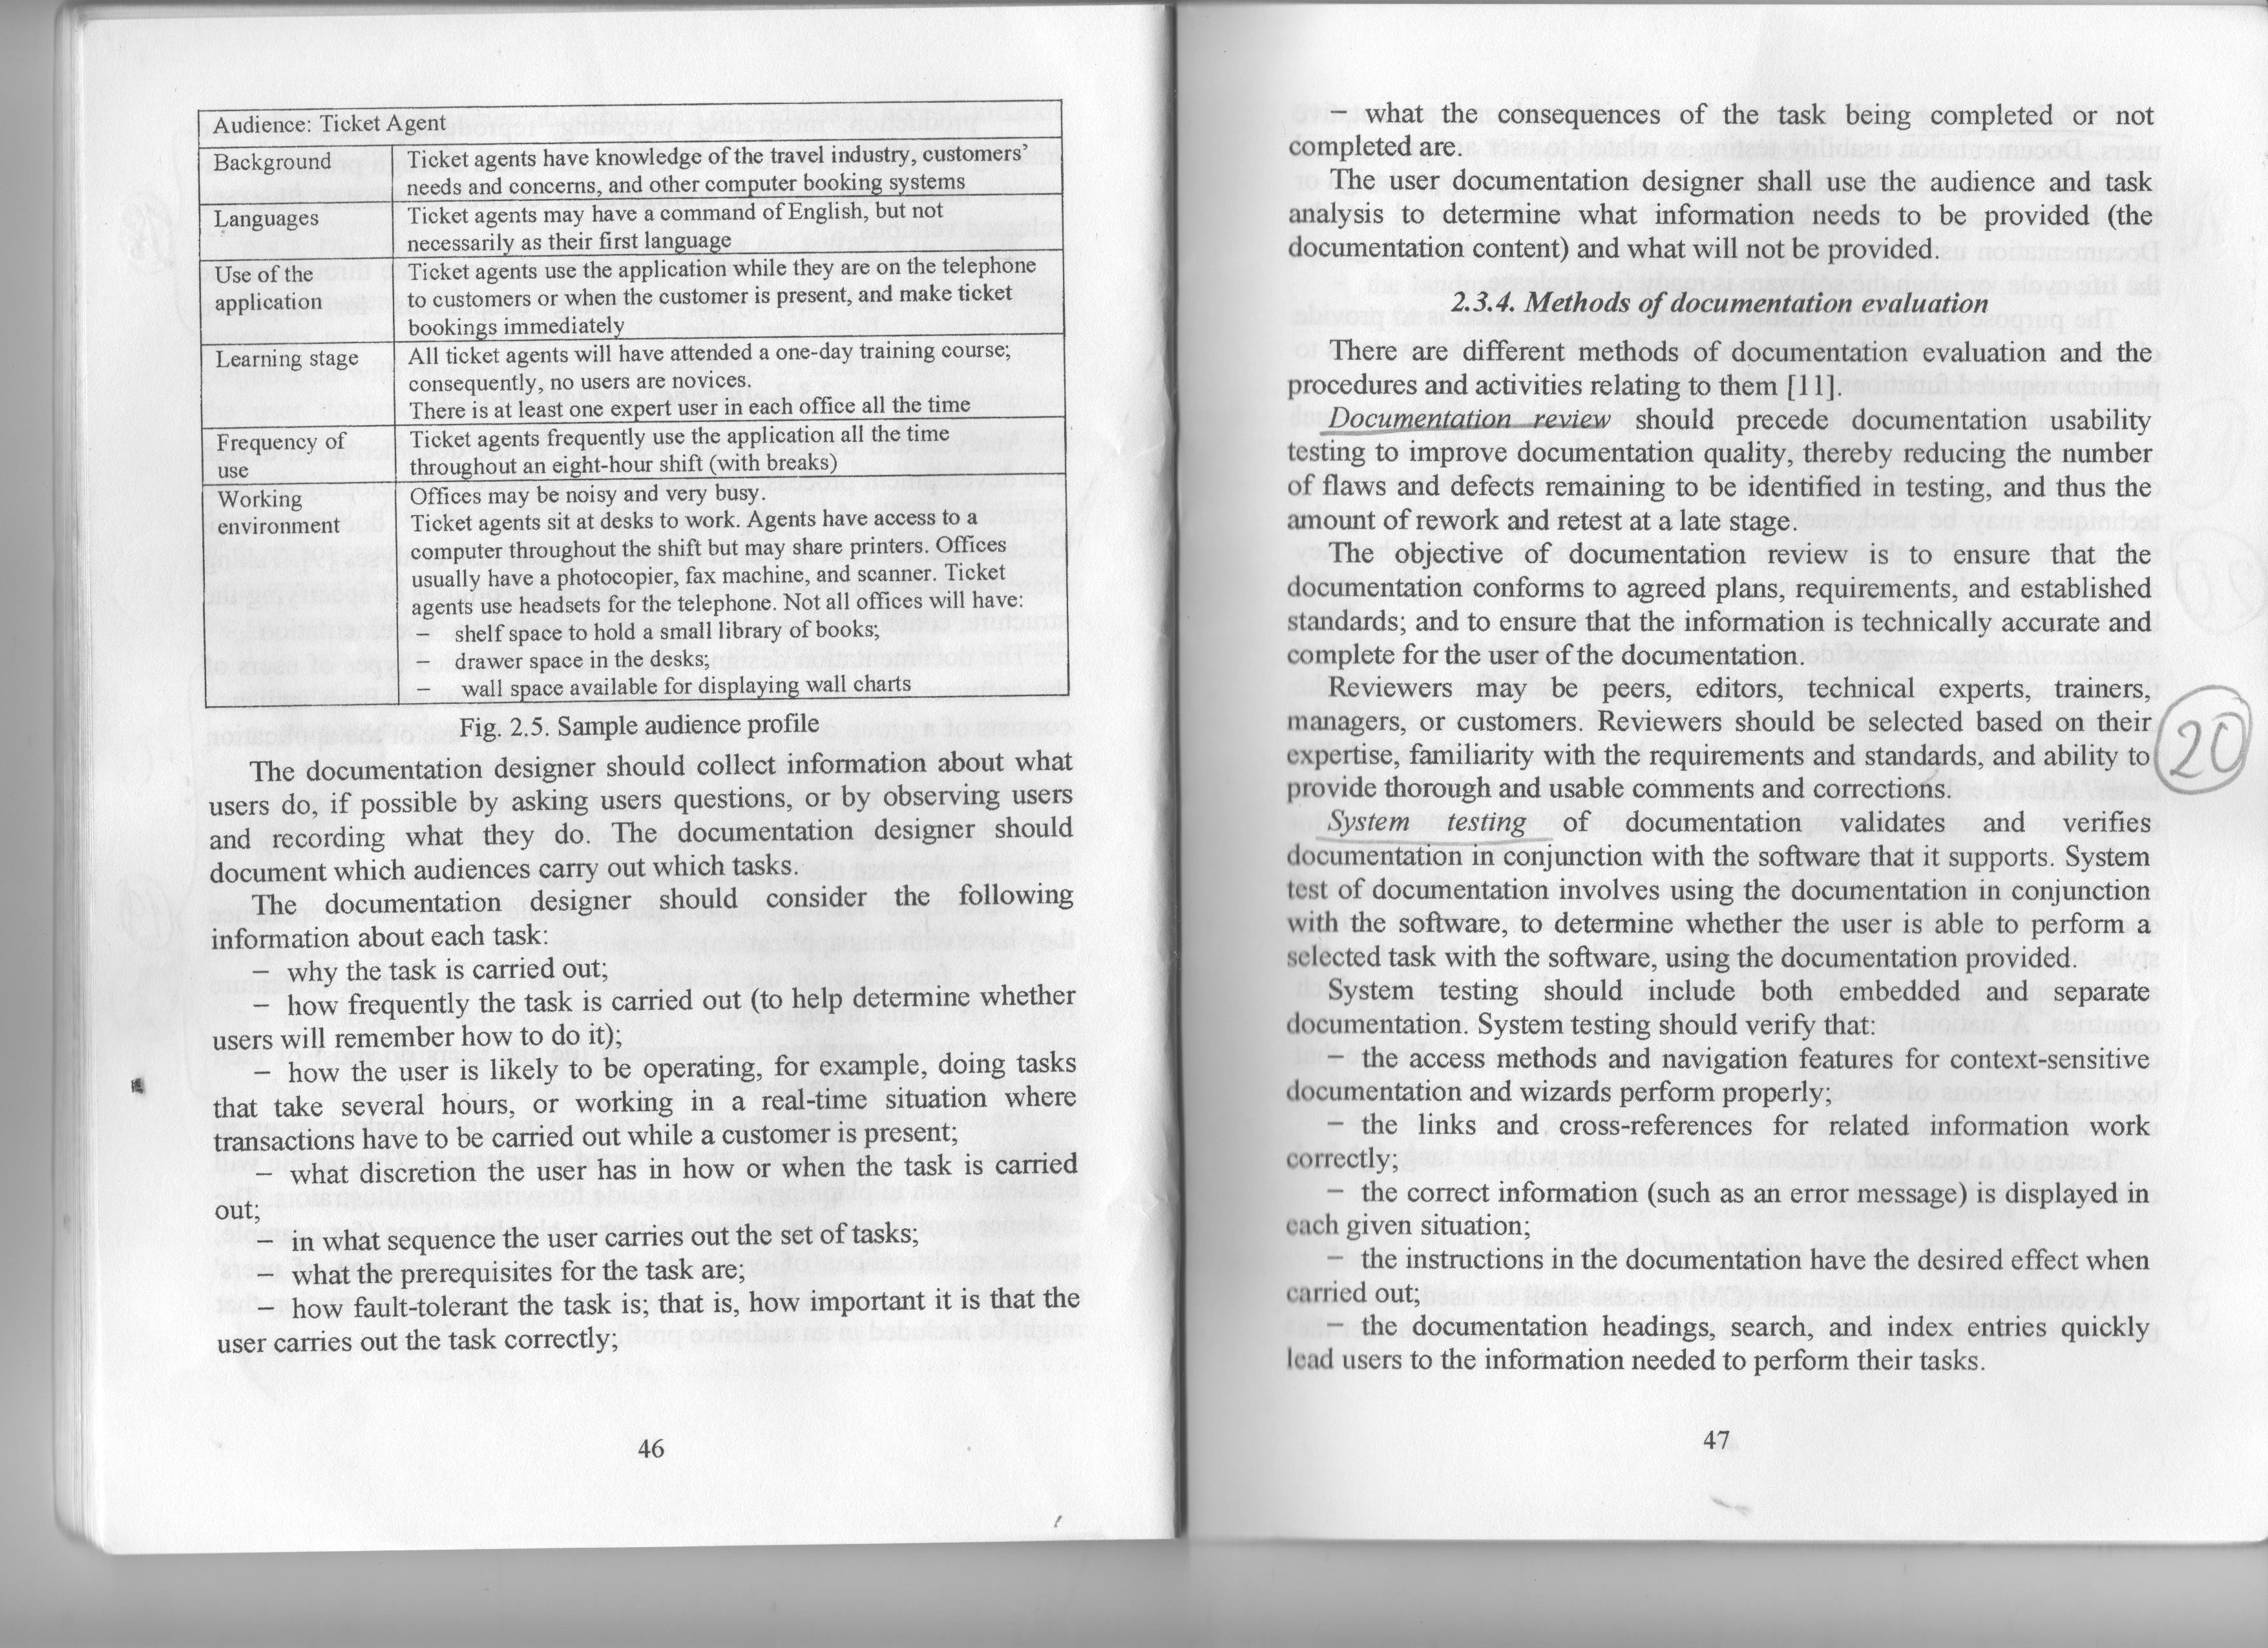 Audience: Ticket Agent
Background
Ticket agents have knowledge of the travel industry, customers'
needs and concerns, and other computer booking systems
Languages
Ticket agents may have a command of English, but not
necessarily as their first language
Use of the
application
Ticket agents use the application while they are on the telephone
to customers or when the customer is present, and make ticket
bookings immediately
Learning stage
All ticket agents will have attended a one-day training course;
consequently, no users are novices.
There is at least one expert user in each office all the time
Frequency of
use
Ticket agents frequently use the application all the time
throughout an eight-hour shift (with breaks)
Working
environment
Offices may be noisy and very busy.
Ticket agents sit at desks to work. Agents have access to a
computer throughout the shift but may share printers. Offices
usually have a photocopier, fax machine, and scanner. Ticket
agents use headsets for the telephone. Not all offices will have:
– shelf space to hold a small library of books;
– drawer space in the desks;
– wall space available for displaying wall charts
Fig. 2.5. Sample audience profile
The documentation designer should collect information about what
users do, if possible by asking users questions, or by observing users
and recording what they do. The documentation designer should
document which audiences carry out which tasks.
The documentation designer should consider the following
information about each task:
– why the task is carried out;
– how frequently the task is carried out (to help determine whether
users will remember how to do it);
– how the user is likely to be operating, for example, doing tasks
that take several hours, or working in a real-time situation where
transactions have to be carried out while a customer is present;
– what discretion the user has in how or when the task is carried
out;
– in what sequence the user carries out the set of tasks;
– what the prerequisites for the task are;
– how fault-tolerant the task is; that is, how important it is that the
user carries out the task correctly;
46
– what the consequences of the task being completed or not
completed are.
The user documentation designer shall use the audience and task
analysis to determine what information needs to be provided (the
documentation content) and what will not be provided.
2.3.4. Methods of documentation evaluation
There are different methods of documentation evaluation and the
procedures and activities relating to them [11].
Documentation review should precede documentation usability
testing to improve documentation quality, thereby reducing the number
of flaws and defects remaining to be identified in testing, and thus the
amount of rework and retest at a late stage.
The objective of documentation review is to ensure that the
documentation conforms to agreed plans, requirements, and established
standards; and to ensure that the information is technically accurate and
complete for the user of the documentation.
Reviewers may be peers, editors, technical experts, trainers,
managers, or customers. Reviewers should be selected based on their
expertise, familiarity with the requirements and standards, and ability to
provide thorough and usable comments and corrections.
20
System testing of documentation validates and verifies
documentation in conjunction with the software that it supports. System
test of documentation involves using the documentation in conjunction
with the software, to determine whether the user is able to perform a
selected task with the software, using the documentation provided.
System testing should include both embedded and separate
documentation. System testing should verify that:
– the access methods and navigation features for context-sensitive
documentation and wizards perform properly;
– the links and cross-references for related information work
correctly;
– the correct information (such as an error message) is displayed in
each given situation;
– the instructions in the documentation have the desired effect when
carried out;
– the documentation headings, search, and index entries quickly
lead users to the information needed to perform their tasks.
47